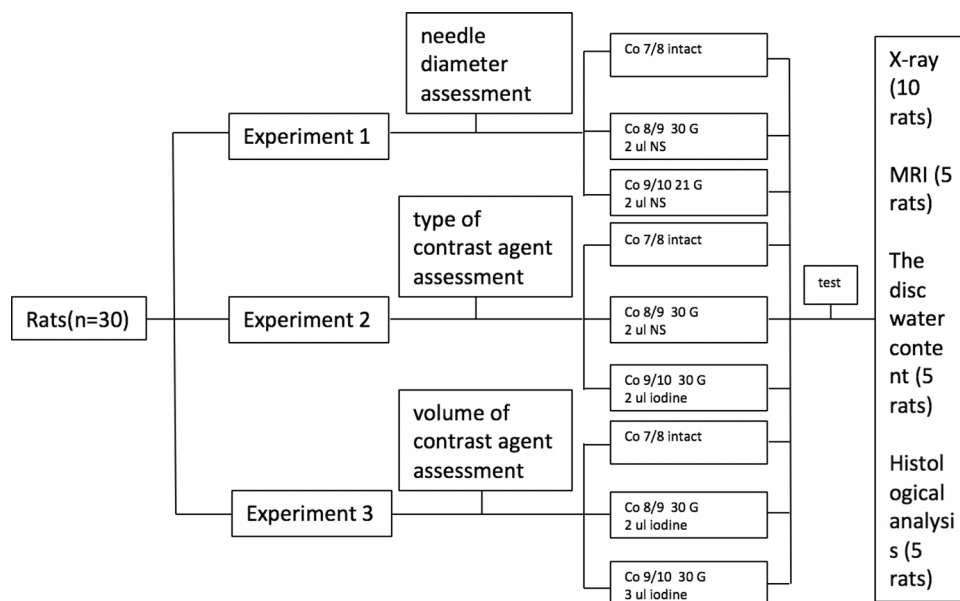 Rats(n=30)
Experiment 1
needle
diameter
assessment
Co 7/8 intact
Co 8/9  30 G
2 ul NS
Co 9/10 21 G
2 ul NS
Experiment 2
type of
contrast agent
assessment
Co 7/8 intact
Co 8/9  30 G
2 ul NS
Co 9/10  30 G
2 ul iodine
Experiment 3
volume of
contrast agent
assessment
Co 7/8 intact
Co 8/9  30 G
2 ul iodine
Co 9/10  30 G
3 ul iodine
test
X-ray
(10
rats)
MRI (5
rats)
The
disc
water
conte
nt (5
rats)
Histol
ogical
analysi
s (5
rats)